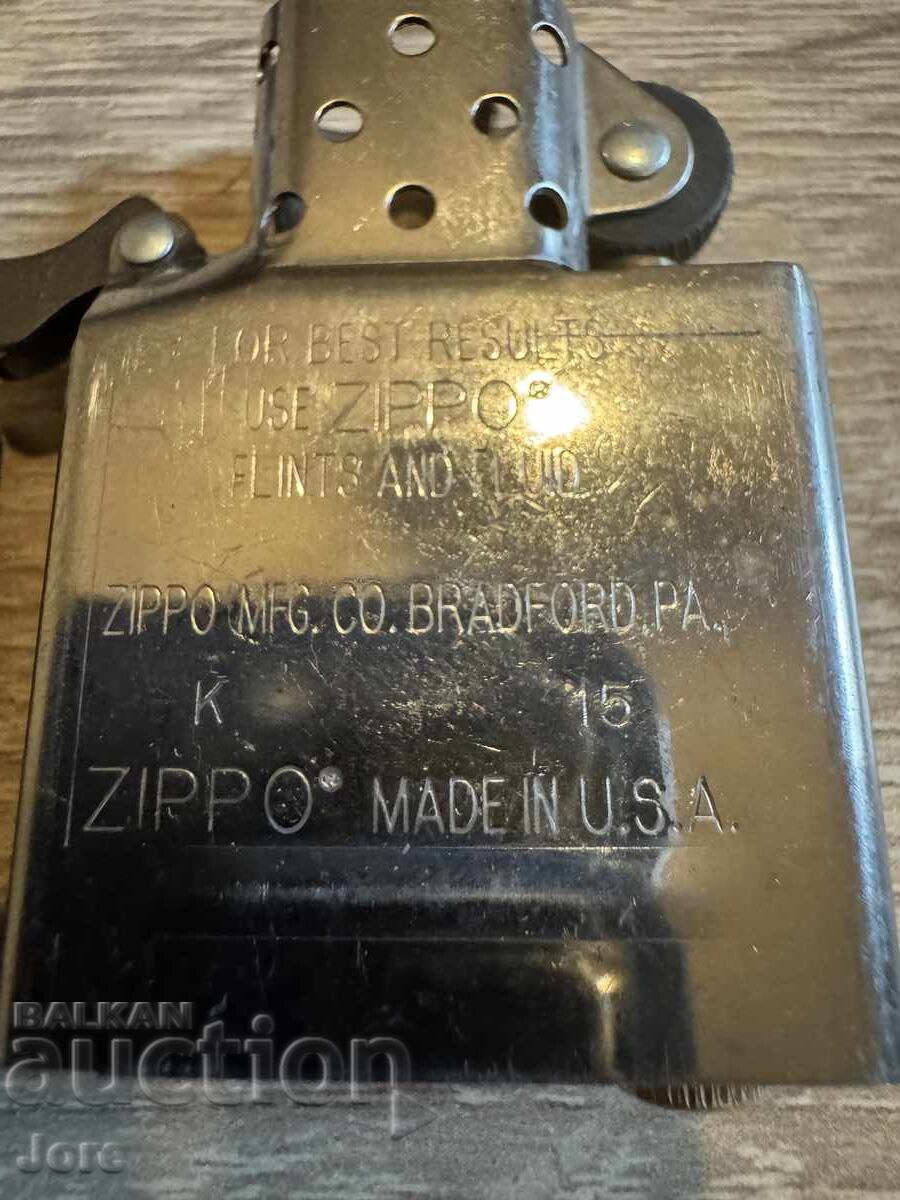 FOR BEST RESULTS
USE ZIPPO®
FLINTS AND FLUID
ZIPPO MFG. CO. BRADFORD, PA.
K 15
ZIPPO® MADE IN U.S.A.
BALKAN
auction
Jore